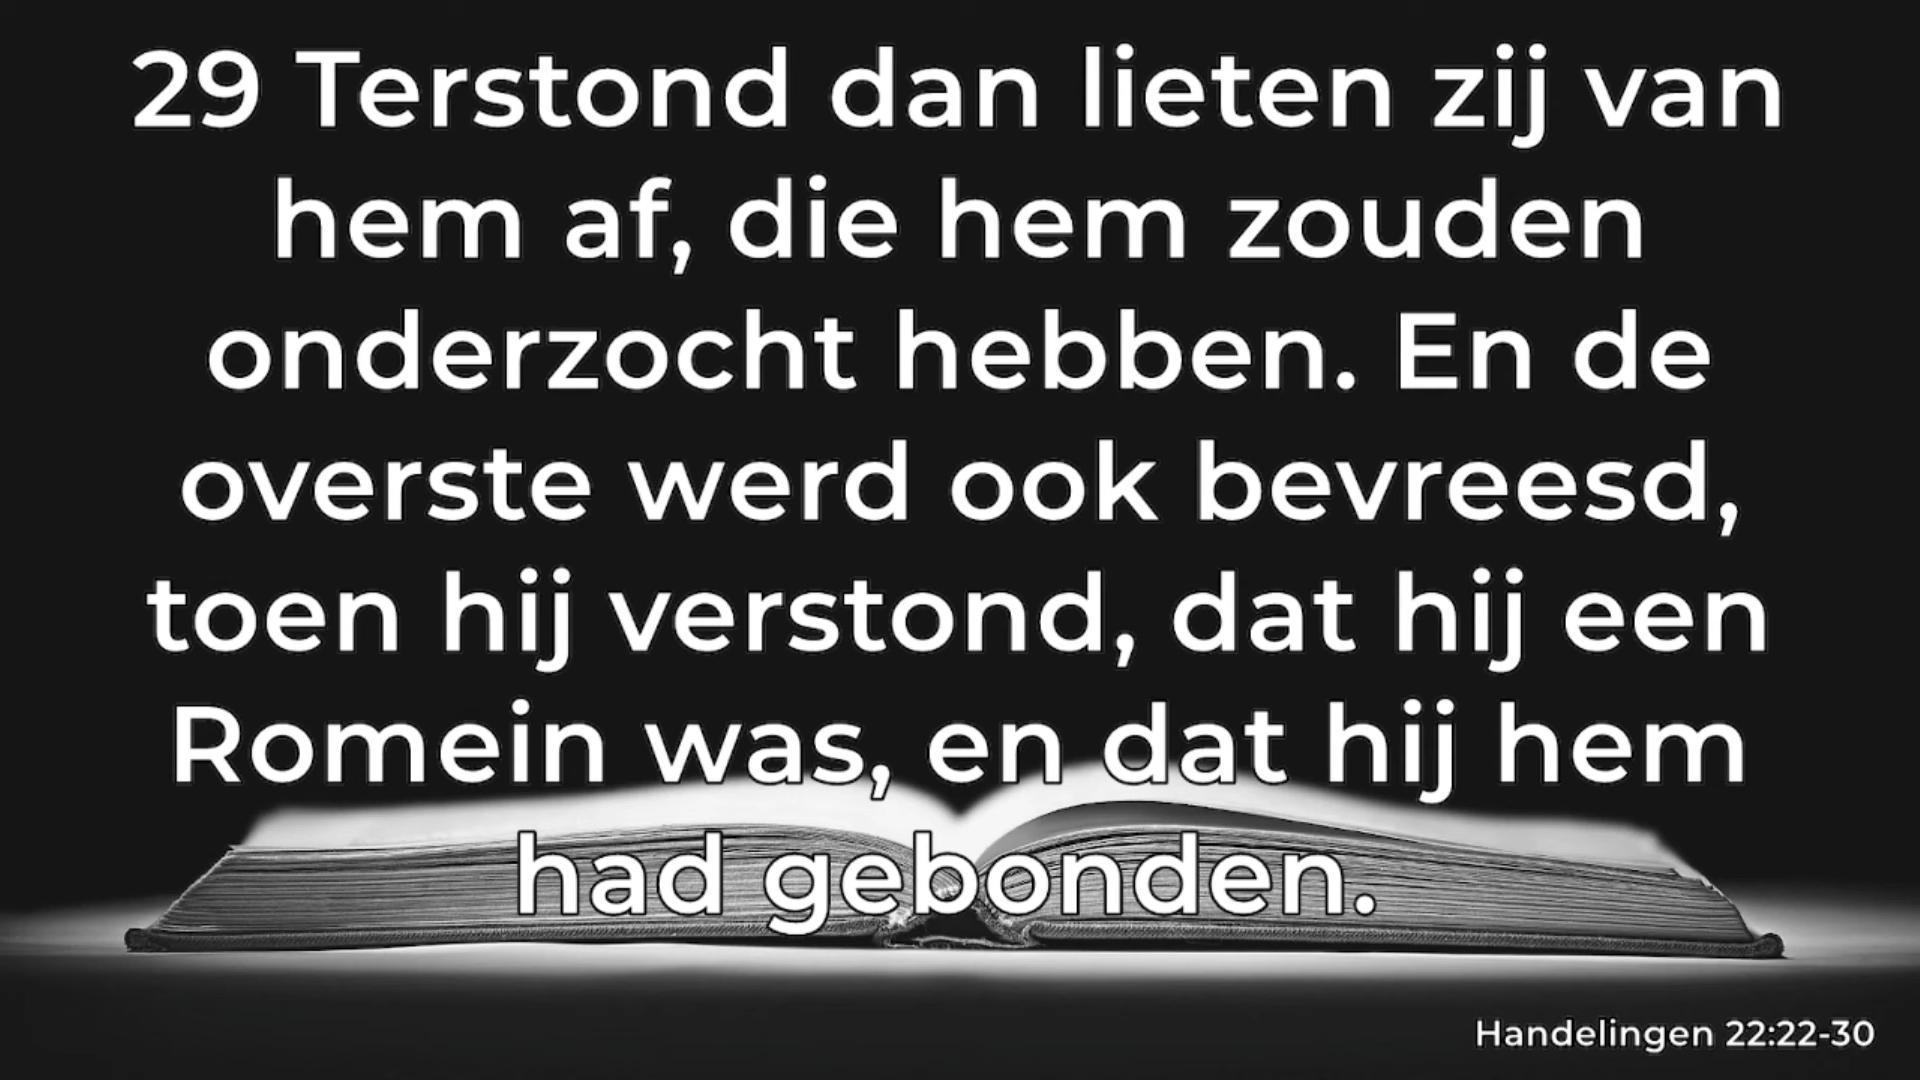 29 Terstond dan lieten zij van
hem af, die hem zouden
onderzocht hebben. En de
overste werd ook bevreesd,
toen hij verstond, dat hij een
Romein was, en dat hij hem
had gebonden.
Handelingen 22:22-30